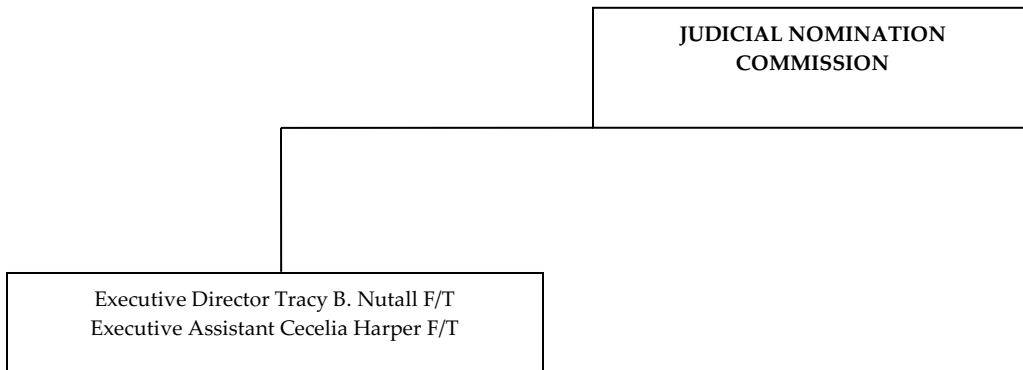 JUDICIAL NOMINATION
COMMISSION
Executive Director Tracy B. Nutall F/T
Executive Assistant Cecelia Harper F/T